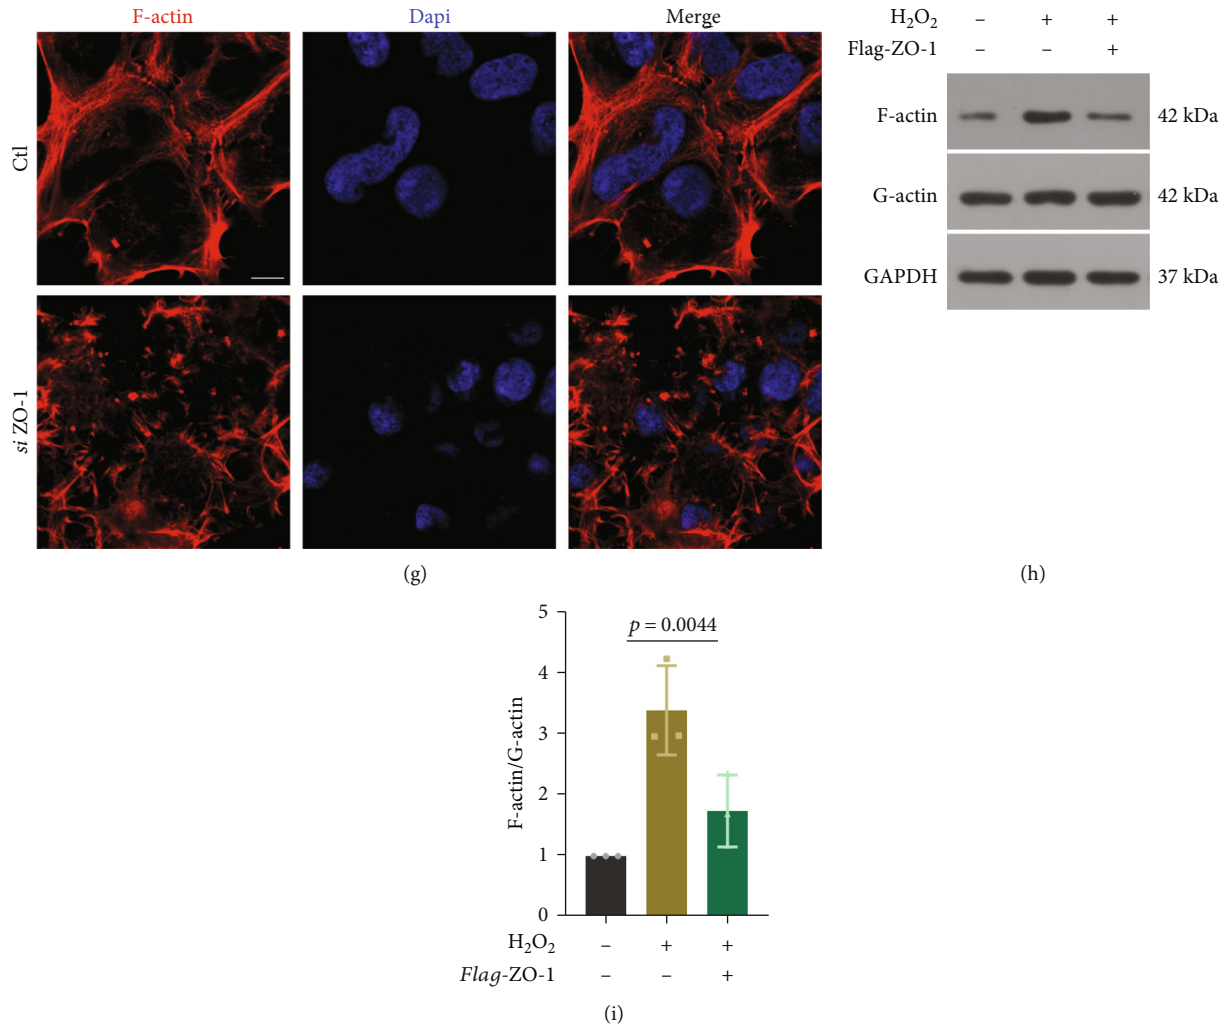 F-actin Dapi Merge
Ctl
si ZO-1
(g)
H₂O₂ – + +
Flag-ZO-1 – – +
F-actin 42 kDa
G-actin 42 kDa
GAPDH 37 kDa
(h)
p = 0.0044
F-actin/G-actin
5
4
3
2
1
0
H₂O₂ – + +
Flag-ZO-1 – – +
(i)